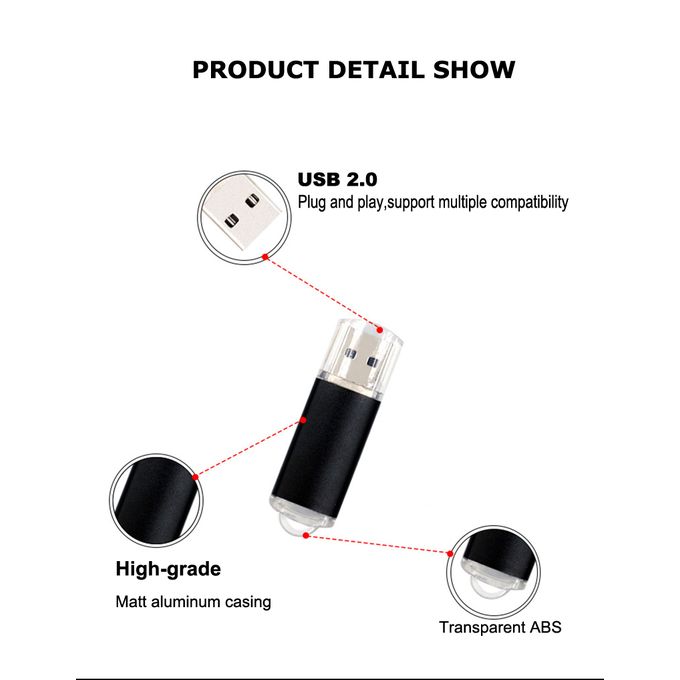 PRODUCT DETAIL SHOW
USB 2.0
Plug and play,support multiple compatibility
High-grade
Matt aluminum casing
Transparent ABS